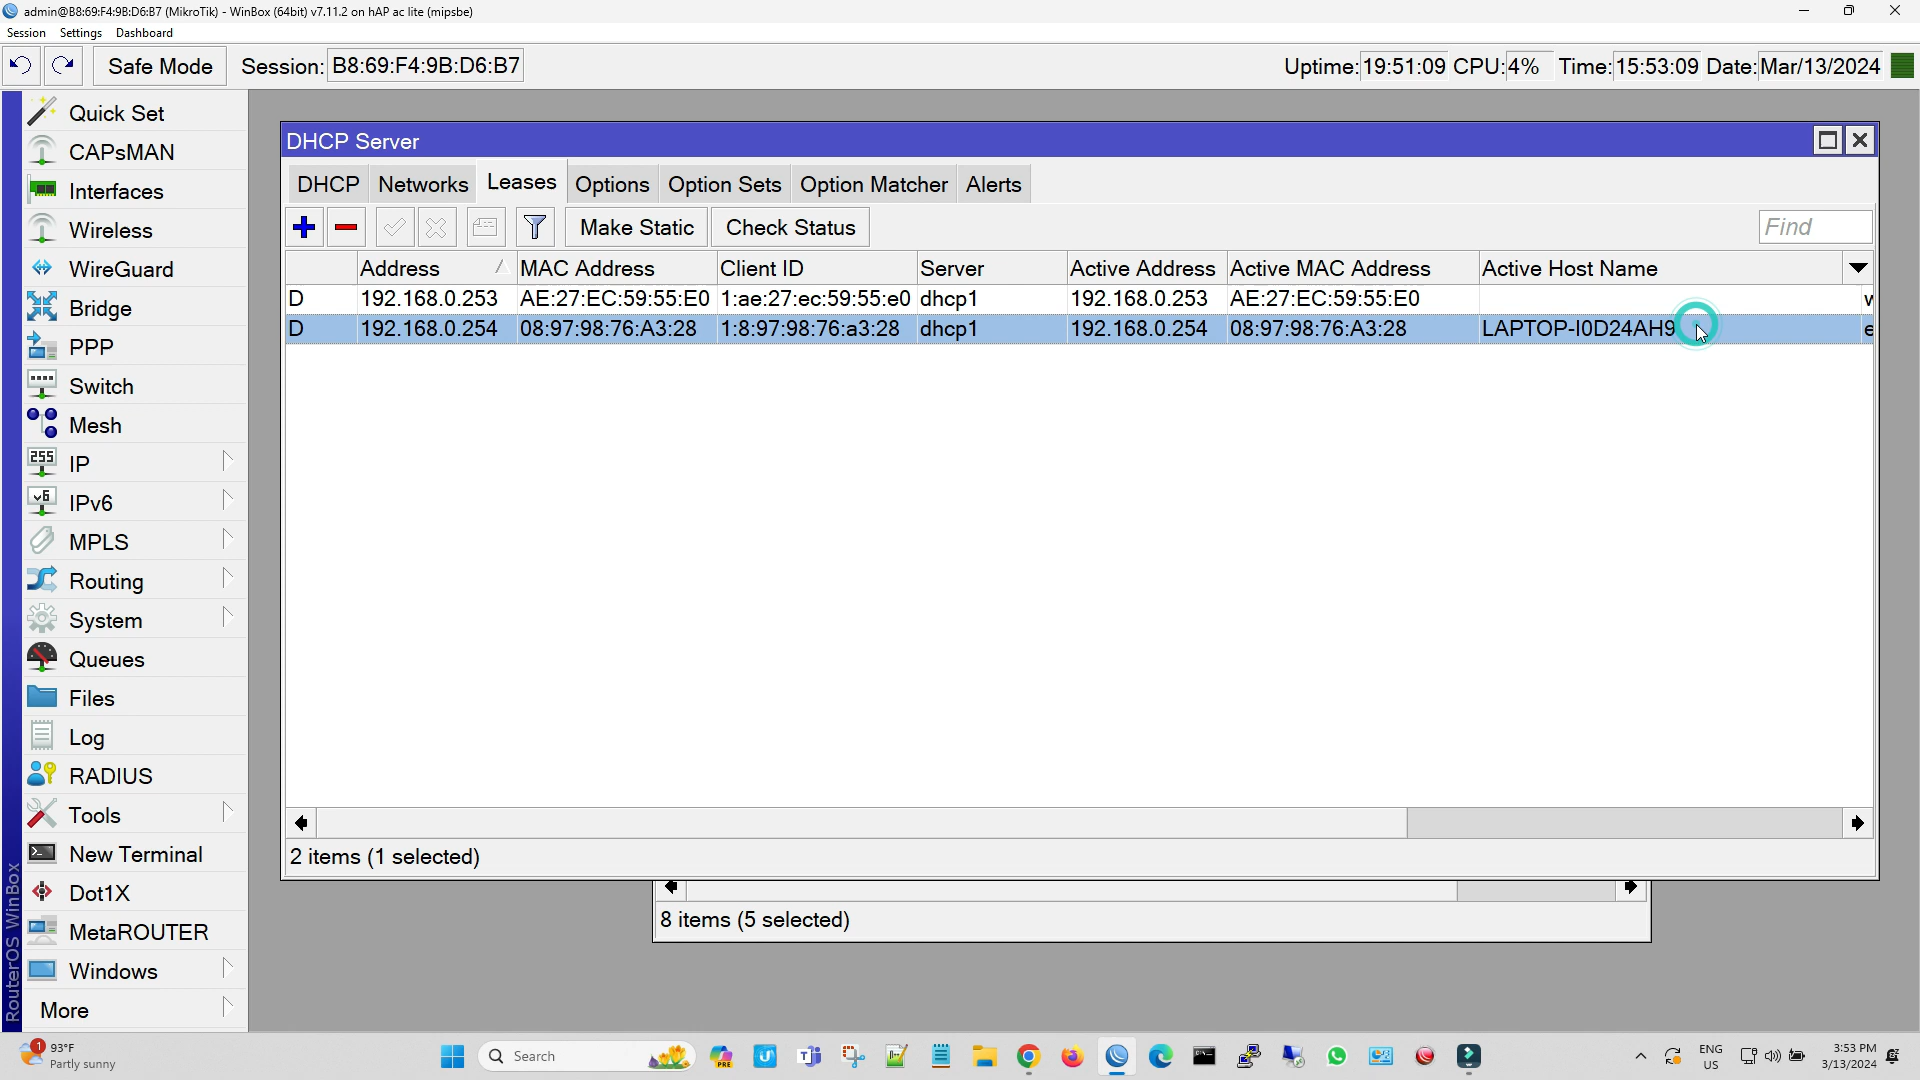 admin@B8:69:F4:9B:D6:B7 (MikroTik) - WinBox (64bit) v7.11.2 on hAP ac lite (mipsbe)
Session Settings Dashboard
Safe Mode Session: B8:69:F4:9B:D6:B7 Uptime: 19:51:09 CPU: 4% Time: 15:53:09 Date: Mar/13/2024
Quick Set
CAPsMAN
Interfaces
Wireless
WireGuard
Bridge
PPP
Switch
Mesh
255 IP
v6 IPv6
MPLS
Routing
System
Queues
Files
Log
RADIUS
Tools
New Terminal
Dot1X
MetaROUTER
Windows
More
RouterOS WinBox
DHCP Server
DHCP Networks Leases Options Option Sets Option Matcher Alerts
Make Static Check Status Find
Address MAC Address Client ID Server Active Address Active MAC Address Active Host Name
D 192.168.0.253 AE:27:EC:59:55:E0 1:ae:27:ec:59:55:e0 dhcp1 192.168.0.253 AE:27:EC:59:55:E0
D 192.168.0.254 08:97:98:76:A3:28 1:8:97:98:76:a3:28 dhcp1 192.168.0.254 08:97:98:76:A3:28 LAPTOP-I0D24AH9
2 items (1 selected)
8 items (5 selected)
1 93°F
Partly sunny
Search
PRE
ENG
US
3:53 PM
3/13/2024